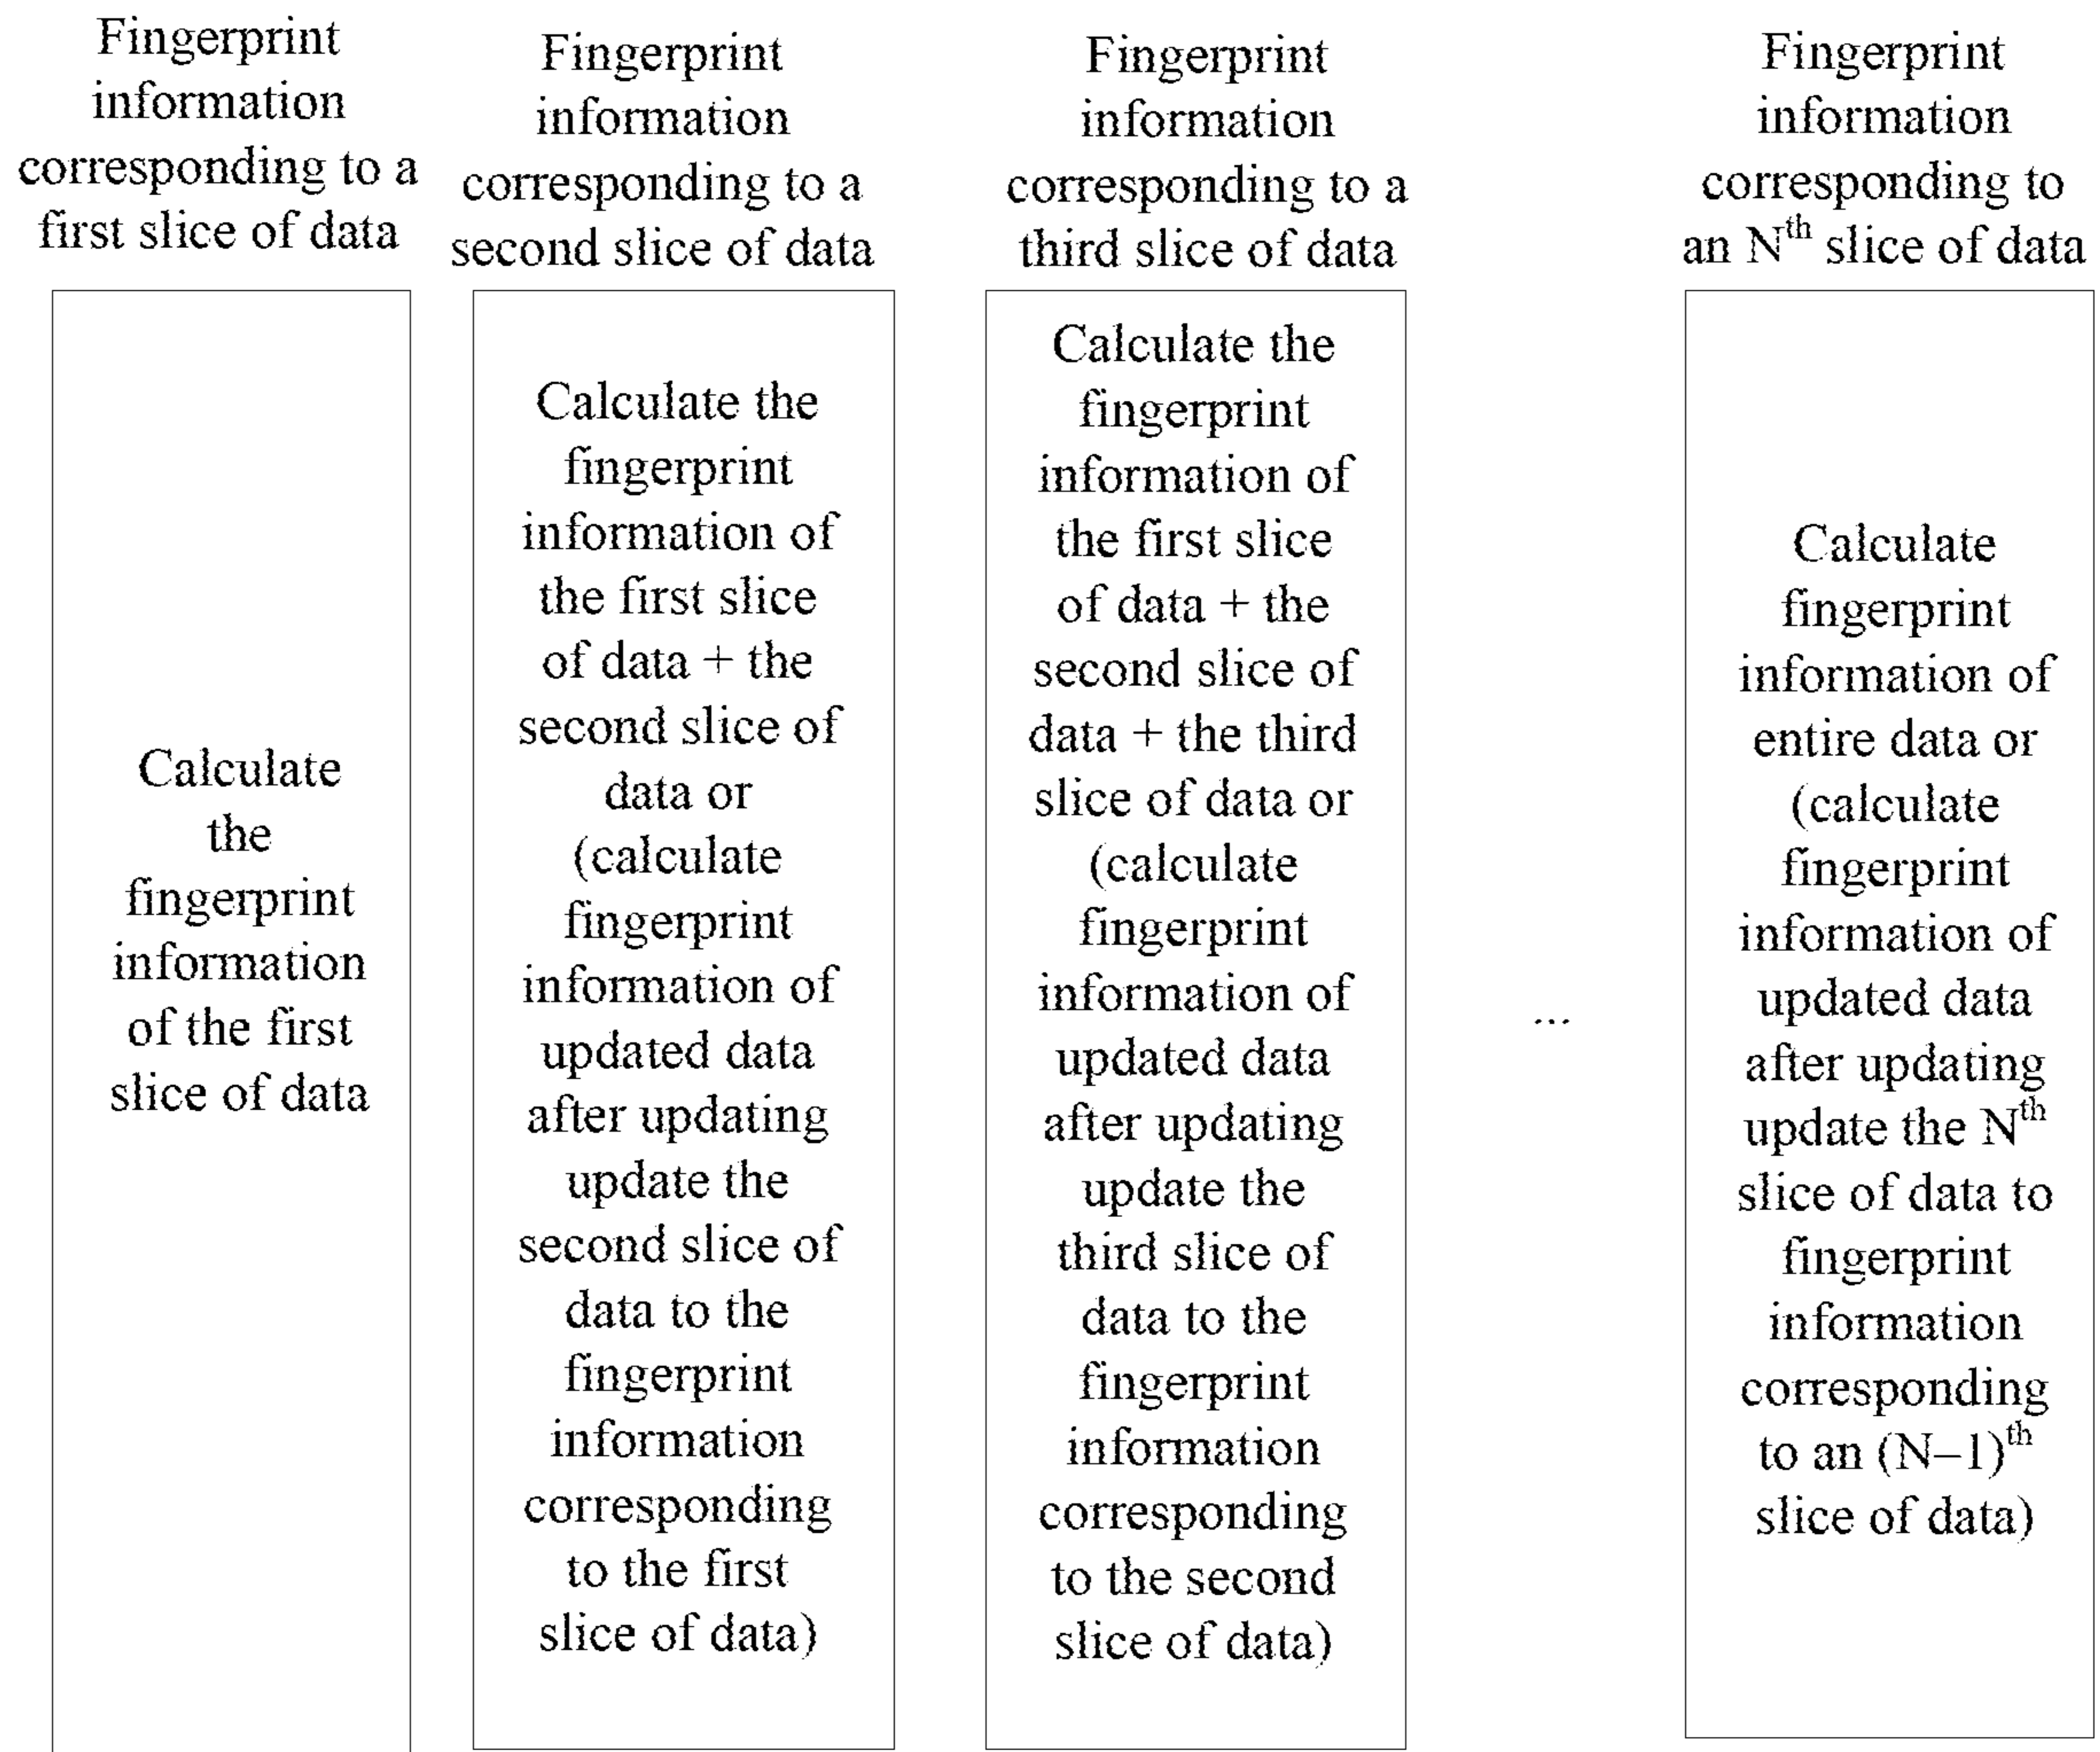 Fingerprint
information
corresponding to a
first slice of data
Fingerprint
information
corresponding to a
second slice of data
Fingerprint
information
corresponding to a
third slice of data
Fingerprint
information
corresponding to
an Nth slice of data
Calculate
the
fingerprint
information
of the first
slice of data
Calculate the
fingerprint
information of
the first slice
of data + the
second slice of
data or
(calculate
fingerprint
information of
updated data
after updating
update the
second slice of
data to the
fingerprint
information
corresponding
to the first
slice of data)
Calculate the
fingerprint
information of
the first slice
of data + the
second slice of
data + the third
slice of data or
(calculate
fingerprint
information of
updated data
after updating
update the
third slice of
data to the
fingerprint
information
corresponding
to the second
slice of data)
...
Calculate
fingerprint
information of
entire data or
(calculate
fingerprint
information of
updated data
after updating
update the Nth
slice of data to
fingerprint
information
corresponding
to an (N–1)th
slice of data)